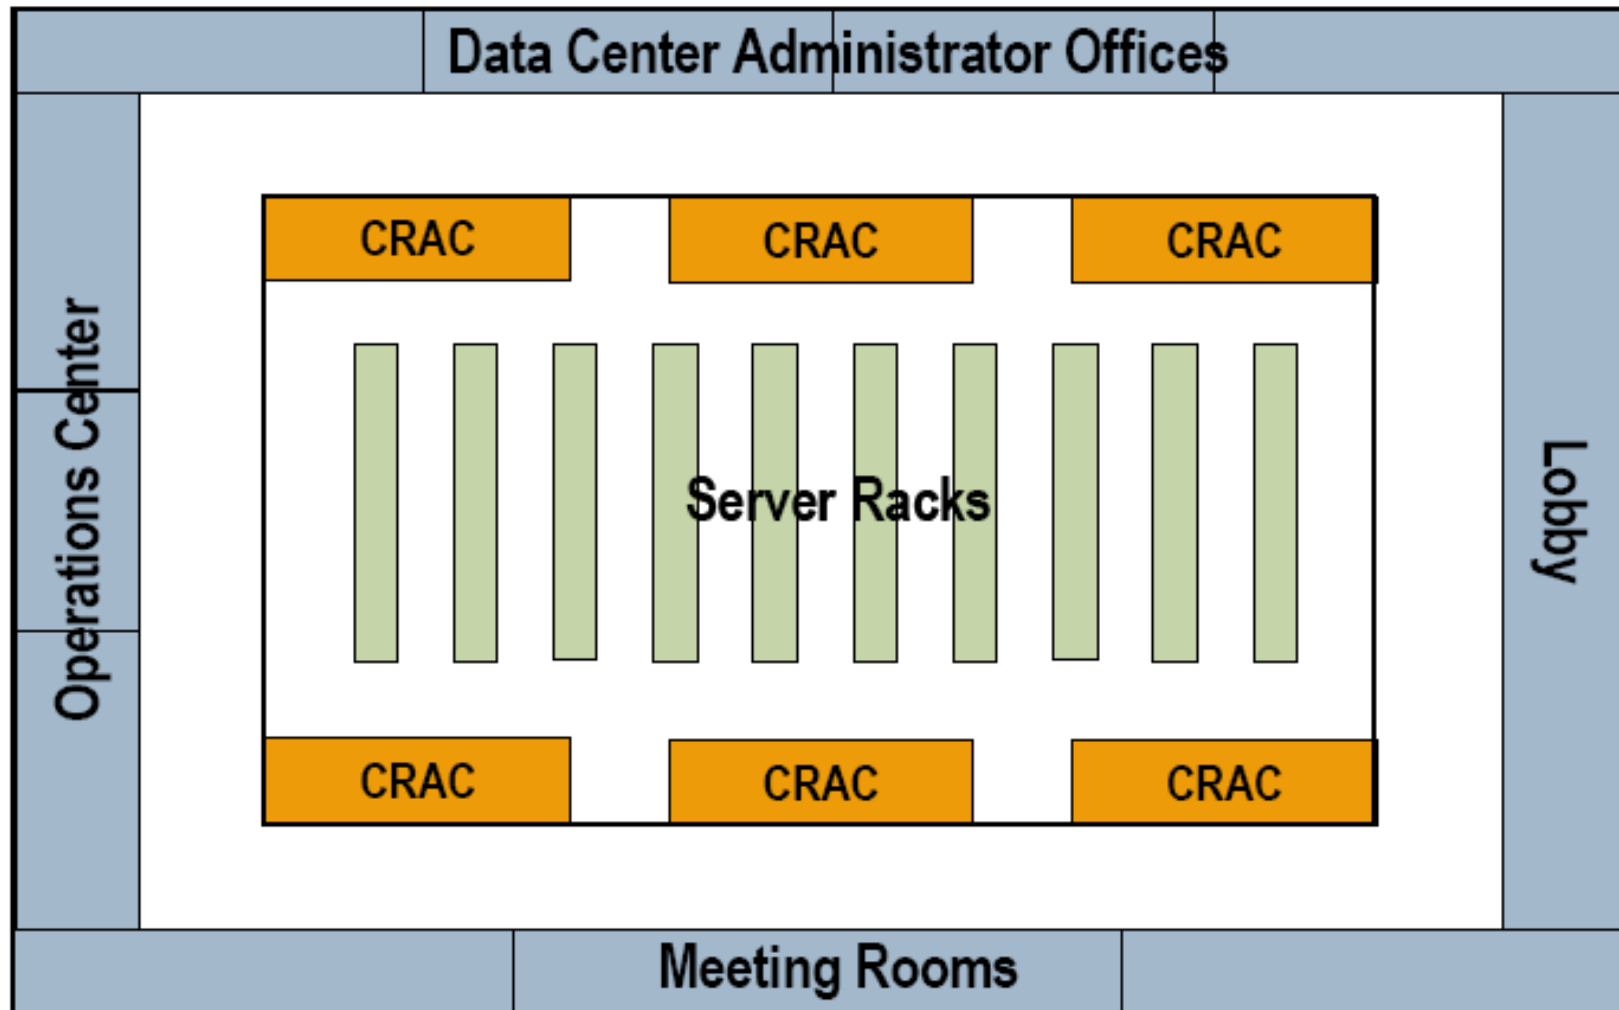 Data Center Administrator Offices
CRAC
CRAC
CRAC
Operations Center
Server Racks
Lobby
CRAC
CRAC
CRAC
Meeting Rooms